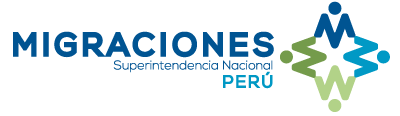 MIGRACIONES
Superintendencia Nacional
PERÚ